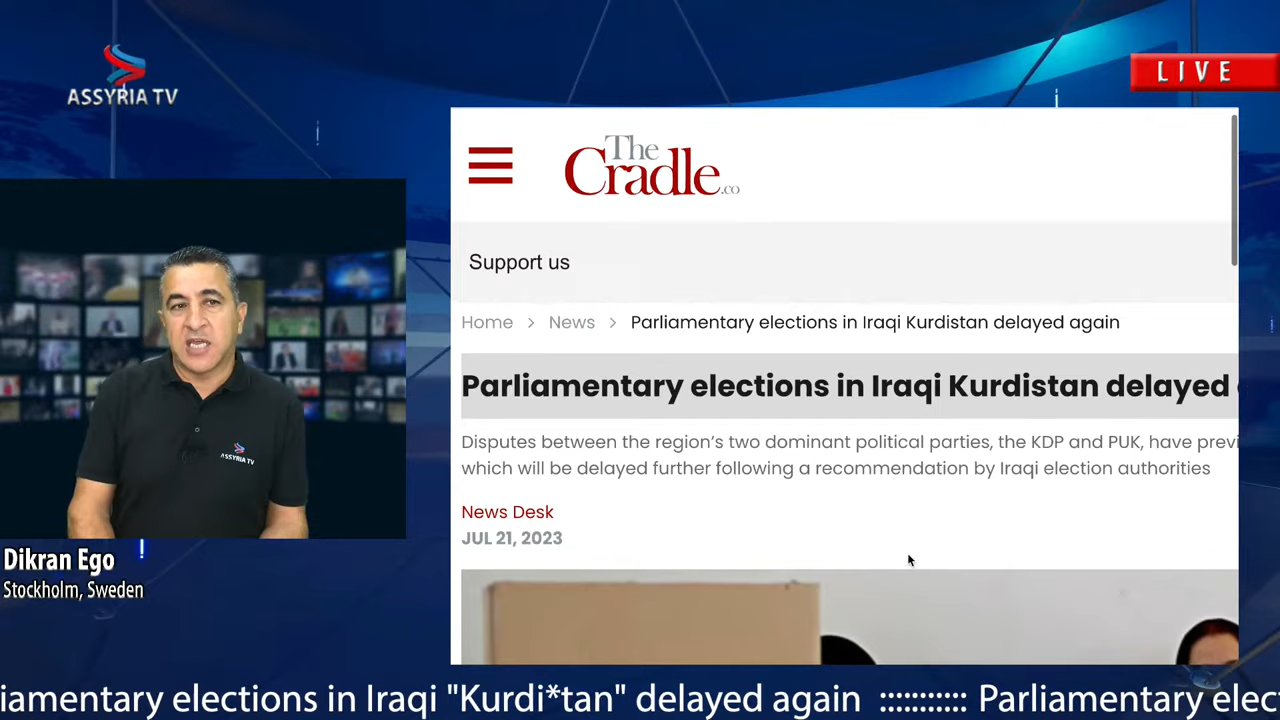 ASSYRIA TV
LIVE
The
Cradle.co
Support us
Home > News > Parliamentary elections in Iraqi Kurdistan delayed again
Parliamentary elections in Iraqi Kurdistan delayed
Disputes between the region's two dominant political parties, the KDP and PUK, have previ
which will be delayed further following a recommendation by Iraqi election authorities
News Desk
JUL 21, 2023
ASSYRIA TV
Dikran Ego
Stockholm, Sweden
iamentary elections in Iraqi "Kurdi*tan" delayed again ::::::::::: Parliamentary elec